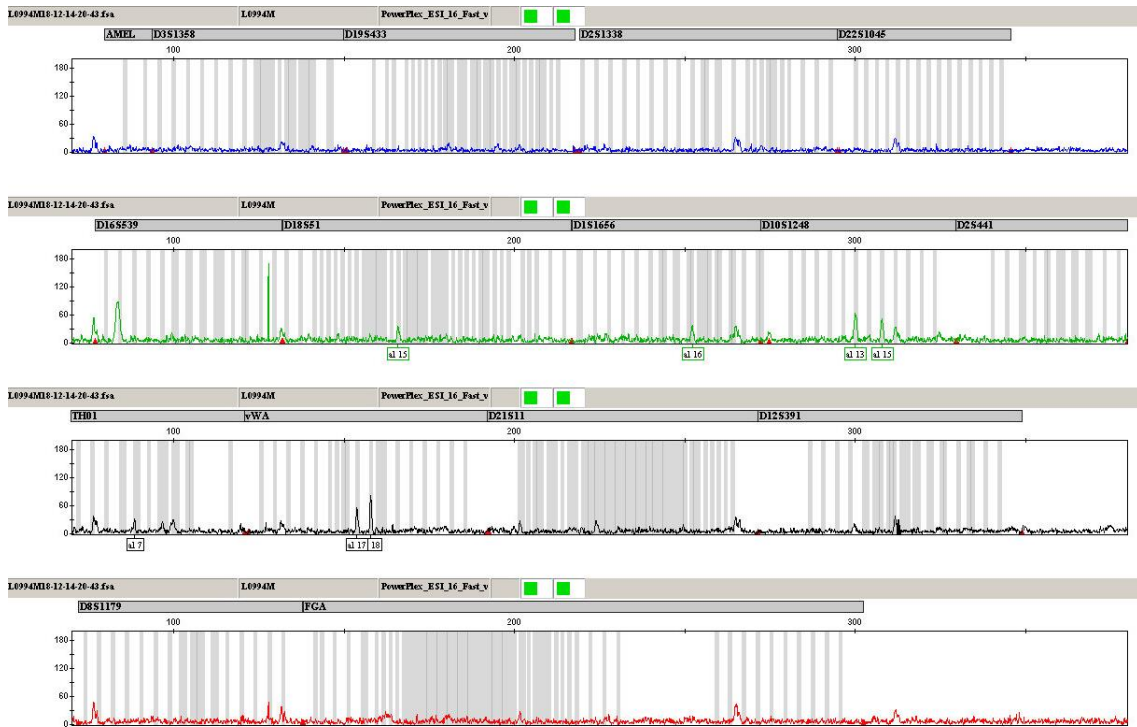 L0994M18-12-14-20-43.fsa L0994M PowerPlex_ESI_16_Fast_v
AMEL D3S1358 D19S433 D2S1338 D22S1045
100 200 300
180
120
60
0
L0994M18-12-14-20-43.fsa L0994M PowerPlex_ESI_16_Fast_v
D16S539 D18S51 D1S1656 D10S1248 D2S441
100 200 300
180
120
60
0
al 15 al 16 al 13 al 15
L0994M18-12-14-20-43.fsa L0994M PowerPlex_ESI_16_Fast_v
TH01 vWA D21S11 D12S391
100 200 300
180
120
60
0
al 7 al 17 18
L0994M18-12-14-20-43.fsa L0994M PowerPlex_ESI_16_Fast_v
D8S1179 FGA
100 200 300
180
120
60
0